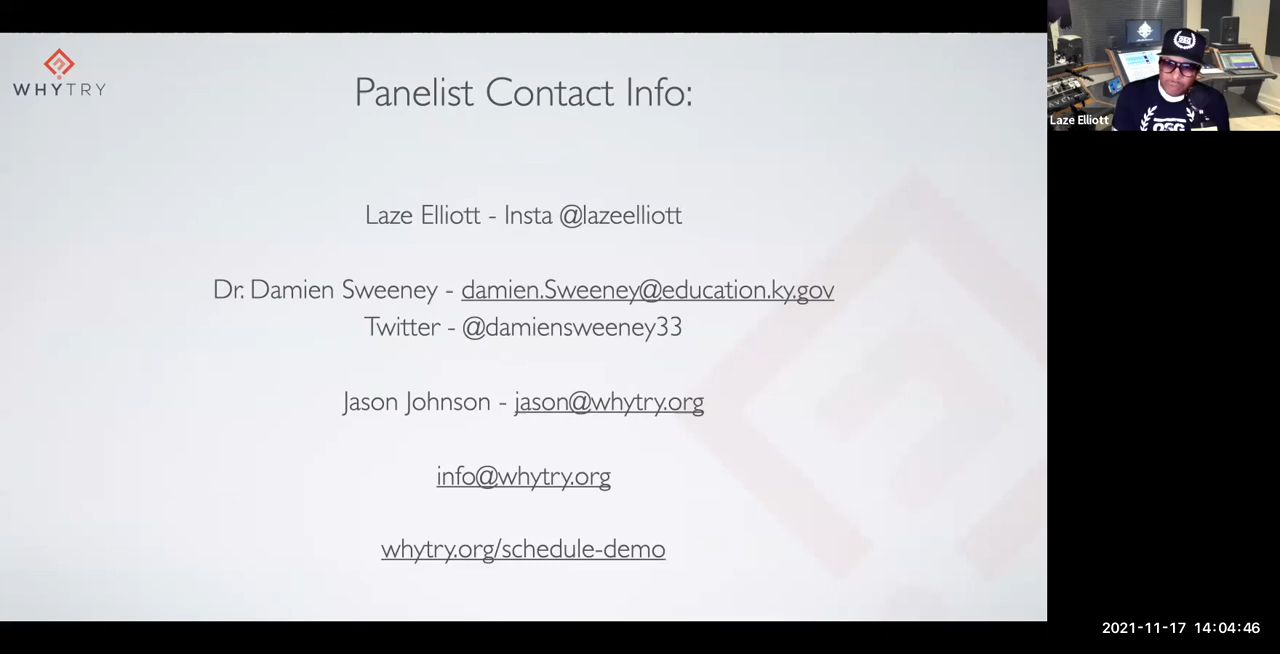 WHYTRY
Panelist Contact Info:
Laze Elliott - Insta @lazeelliott
Dr. Damien Sweeney - damien.Sweeney@education.ky.gov
Twitter - @damiensweeney33
Jason Johnson - jason@whytry.org
info@whytry.org
whytry.org/schedule-demo
Laze Elliott
2021-11-17 14:04:46